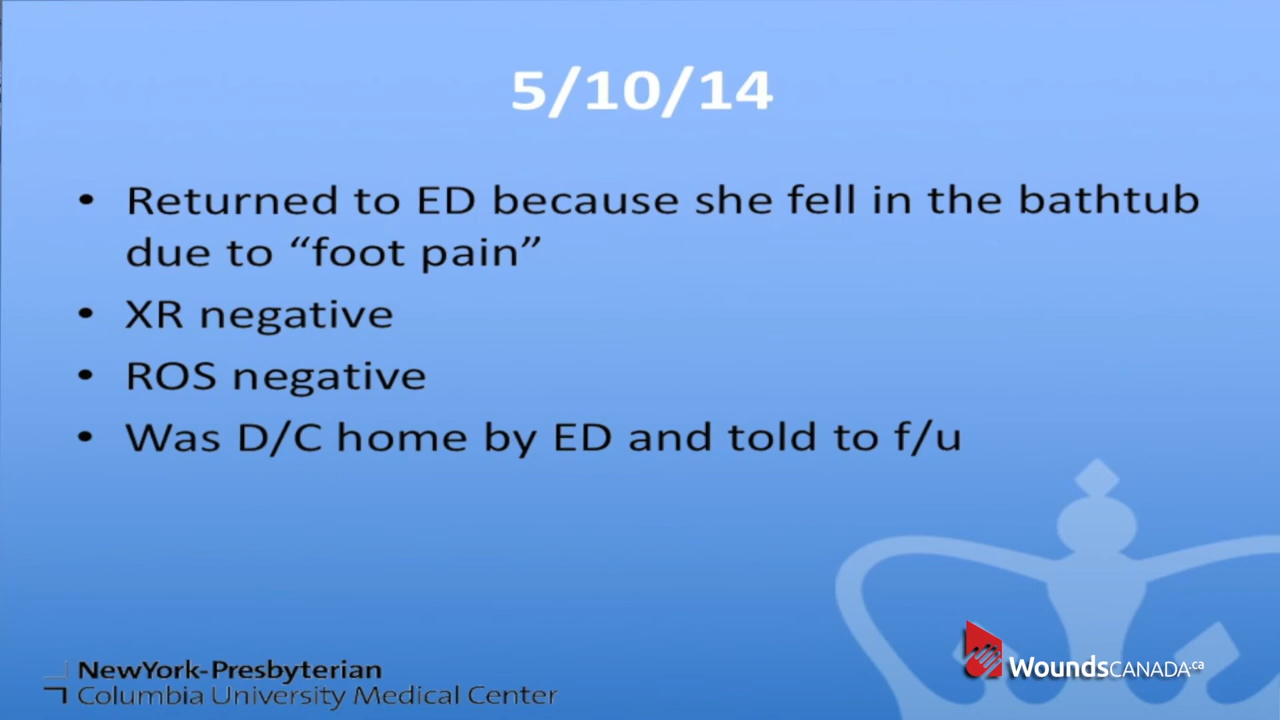 5/10/14
• Returned to ED because she fell in the bathtub
due to “foot pain”
• XR negative
• ROS negative
• Was D/C home by ED and told to f/u
NewYork-Presbyterian
Columbia University Medical Center
WoundsCANADA.ca